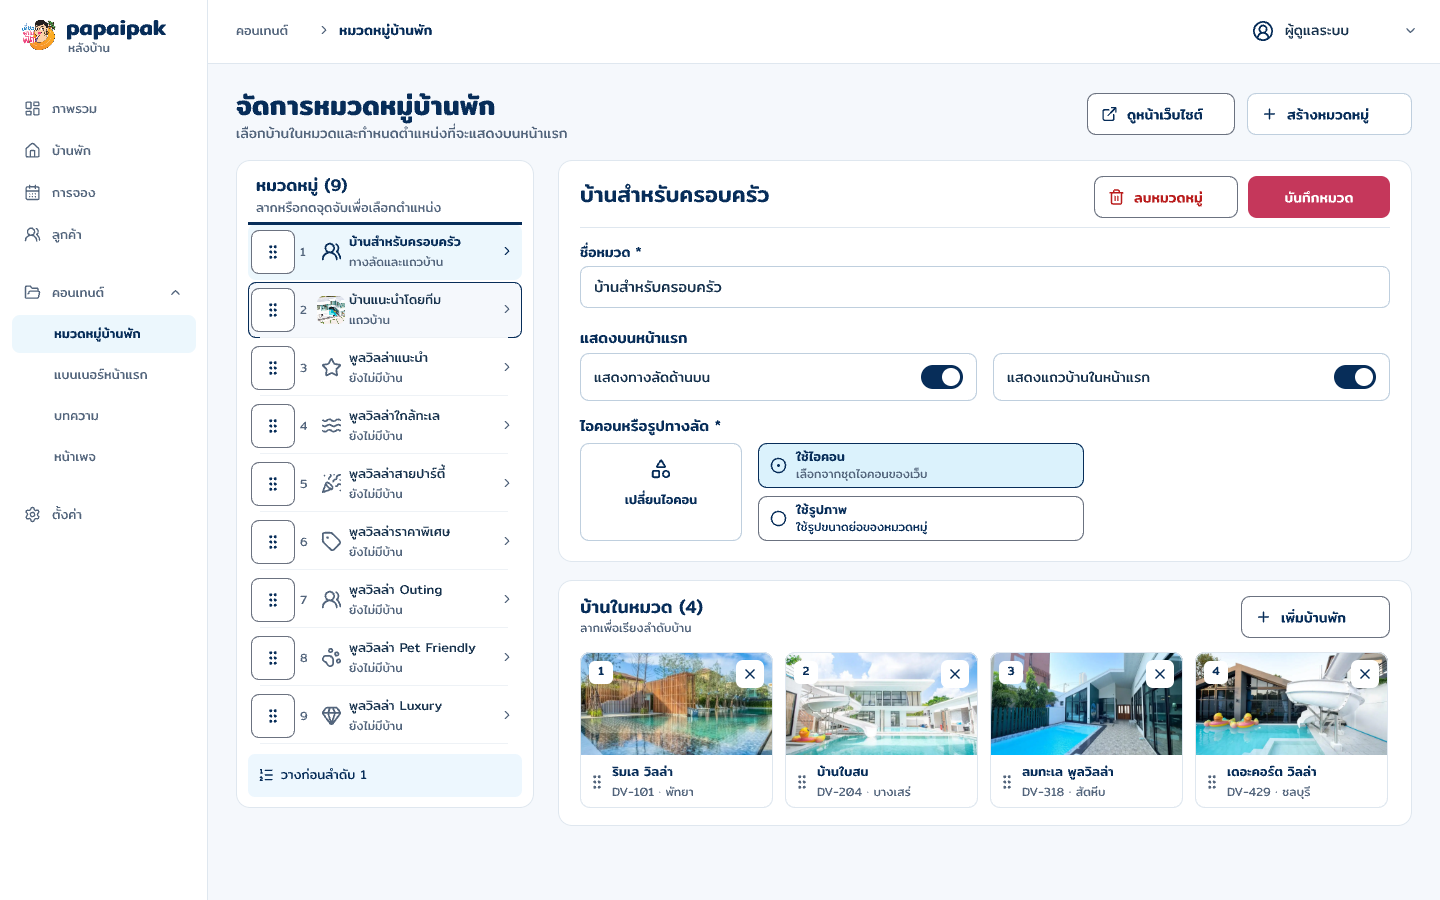 papaipak
หลังบ้าน
ภาพรวม
บ้านพัก
การจอง
ลูกค้า
คอนเทนต์
หมวดหมู่บ้านพัก
แบนเนอร์หน้าแรก
บทความ
หน้าเพจ
ตั้งค่า
คอนเทนต์
หมวดหมู่บ้านพัก
ผู้ดูแลระบบ
จัดการหมวดหมู่บ้านพัก
เลือกบ้านในหมวดและกำหนดตำแหน่งที่จะแสดงบนหน้าแรก
ดูหน้าเว็บไซต์
สร้างหมวดหมู่
หมวดหมู่ (9)
ลากหรือกดจุดจับเพื่อเลือกตำแหน่ง
1
บ้านสำหรับครอบครัว
ทางลัดและแถวบ้าน
2
บ้านแนะนำโดยทีม
แถวบ้าน
3
พูลวิลล่าแนะนำ
ยังไม่มีบ้าน
4
พูลวิลล่าใกล้ทะเล
ยังไม่มีบ้าน
5
พูลวิลล่าสายปาร์ตี้
ยังไม่มีบ้าน
6
พูลวิลล่าราคาพิเศษ
ยังไม่มีบ้าน
7
พูลวิลล่า Outing
ยังไม่มีบ้าน
8
พูลวิลล่า Pet Friendly
ยังไม่มีบ้าน
9
พูลวิลล่า Luxury
ยังไม่มีบ้าน
วางก่อนลำดับ 1
บ้านสำหรับครอบครัว
ลบหมวดหมู่
บันทึกหมวด
ชื่อหมวด *
บ้านสำหรับครอบครัว
แสดงบนหน้าแรก
แสดงทางลัดด้านบน
แสดงแถวบ้านในหน้าแรก
ไอคอนหรือรูปทางลัด *
เปลี่ยนไอคอน
ใช้ไอคอน
เลือกจากชุดไอคอนของเว็บ
ใช้รูปภาพ
ใช้รูปขนาดย่อของหมวดหมู่
บ้านในหมวด (4)
ลากเพื่อเรียงลำดับบ้าน
เพิ่มบ้านพัก
1
ริมเล วิลล่า
DV-101 · พัทยา
2
บ้านใบสน
DV-204 · บางเสร่
3
ลมทะเล พูลวิลล่า
DV-318 · สัตหีบ
4
เดอะคอร์ต วิลล่า
DV-429 · ชลบุรี